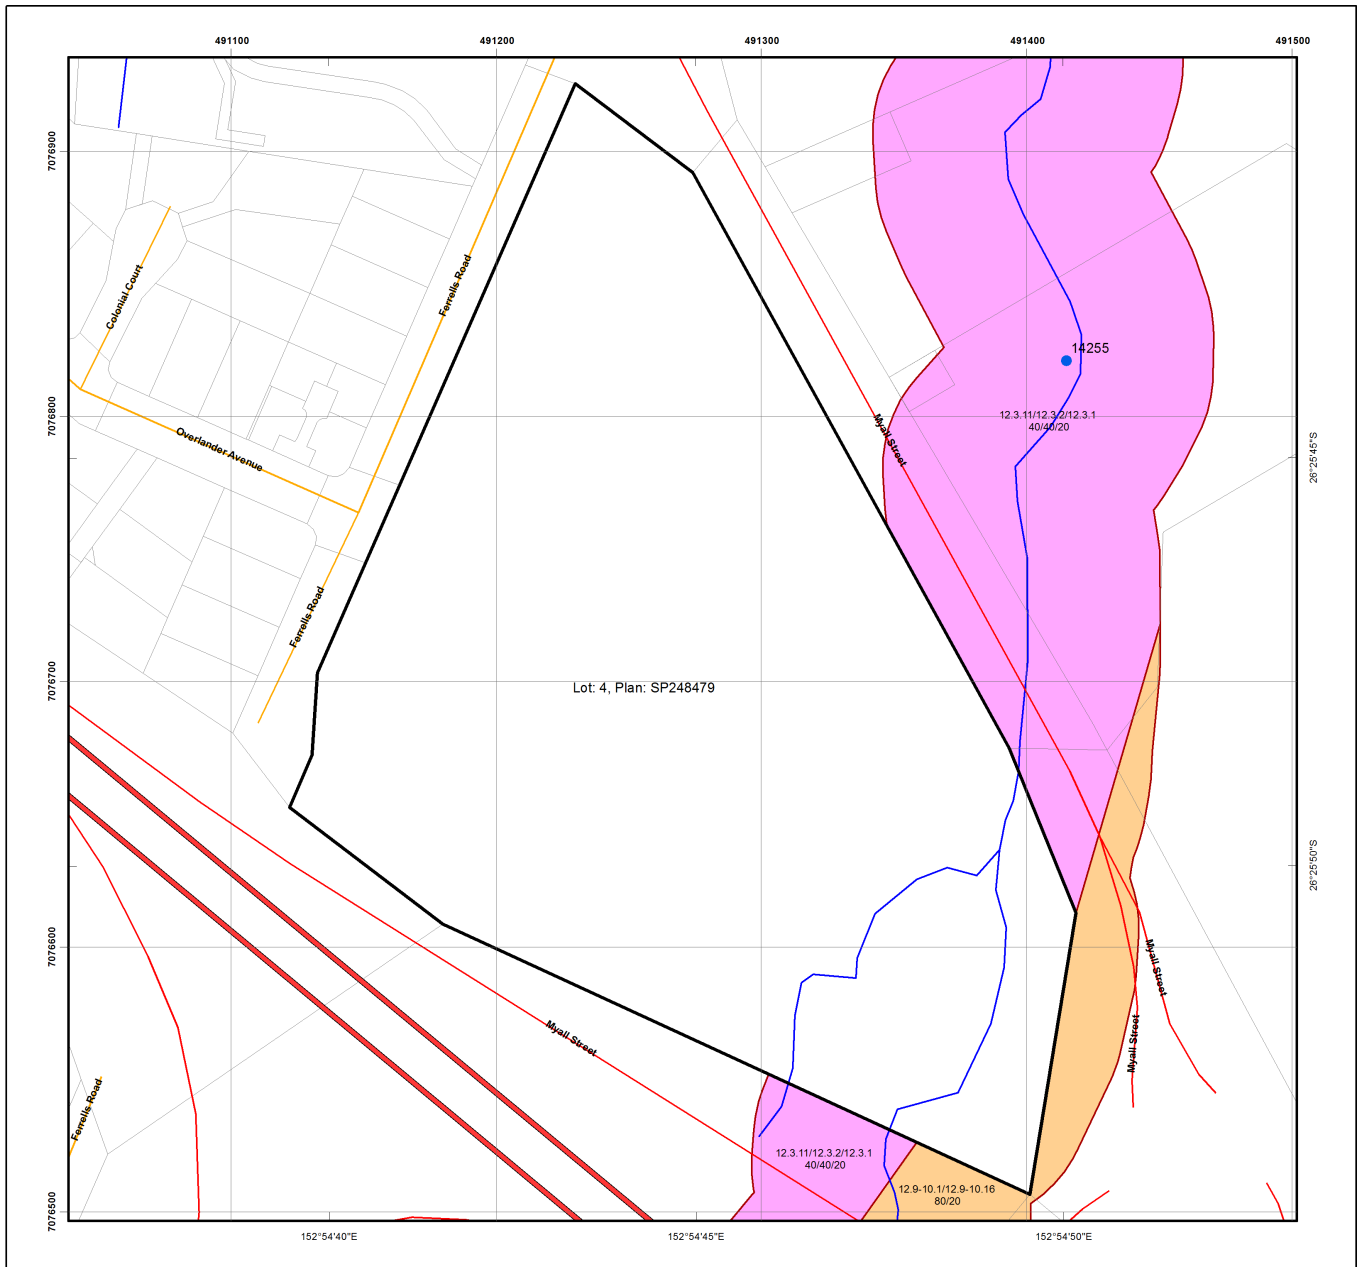 491100
491200
491300
491400
491500
7076900
7076800
7076700
7076600
7076500
Colonial Court
Ferrells Road
Overlander Avenue
Ferrells Road
14255
12.3.11/12.3.2/12.3.1
40/40/20
Myall Street
26°25'45"S
Lot: 4, Plan: SP248479
26°25'50"S
Myall Street
Myall Street
Myall Street
Ferrells Road
12.3.11/12.3.2/12.3.1
40/40/20
12.9-10.1/12.9-10.16
80/20
152°54'40"E
152°54'45"E
152°54'50"E